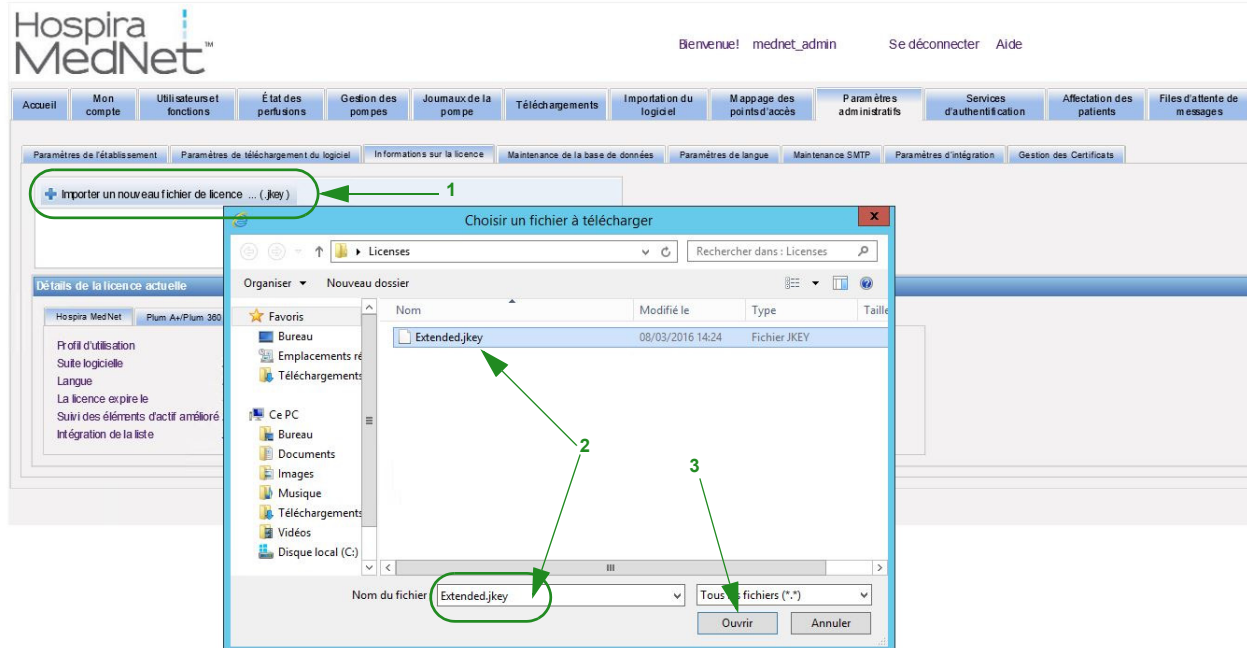 Hospira
MedNet™
Bienvenue! mednet_admin Se déconnecter Aide
Accueil
Mon
compte
Utilisateurs et
fonctions
État des
perfusions
Gestion des
pompes
Journaux de la
pompe
Téléchargements
Importation du
logiciel
Mappage des
points d'accès
Paramètres
administratifs
Services
d'authentification
Affectation des
patients
Files d'attente de
messages
Paramètres de l'établissement
Paramètres de téléchargement du logiciel
Informations sur la licence
Maintenance de la base de données
Paramètres de langue
Maintenance SMTP
Paramètres d'intégration
Gestion des Certificats
Importer un nouveau fichier de licence ... (.jkey)
1
Choisir un fichier à télécharger
x
Licenses
Rechercher dans : Licenses
Organiser
Nouveau dossier
Favoris
Bureau
Emplacements ré
Téléchargements
Ce PC
Bureau
Documents
Images
Musique
Téléchargements
Vidéos
Disque local (C:)
Nom
Modifié le
Type
Taille
Extended.jkey
08/03/2016 14:24
Fichier JKEY
2
3
Nom du fichier
Extended.jkey
fichiers (*.*)
Ouvrir
Annuler
Détails de la licence actuelle
Hospira MedNet
Plum A+/Plum 360
Profil d'utilisation
Suite logicielle
Langue
La licence expire le
Suivi des éléments d'actif amélioré
Intégration de la liste